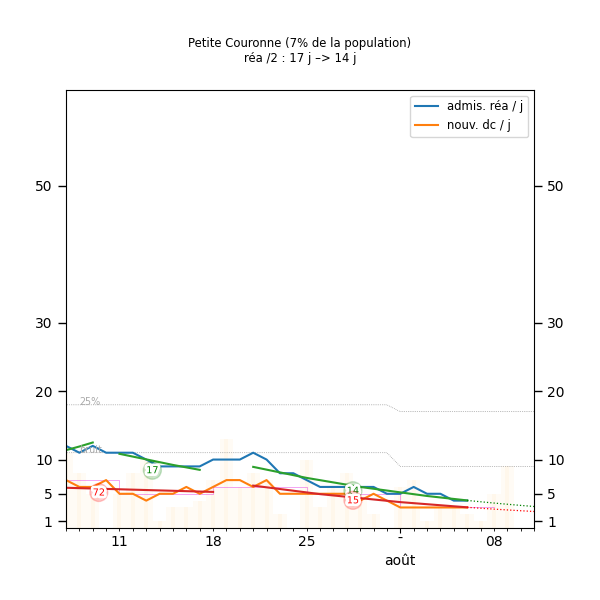 Petite Couronne (7% de la population)
réa /2 : 17 j –> 14 j
admis. réa / j
nouv. dc / j
50 50
30 30
25%
20 20
10 10
17
72
14
15
5 5
1 1
11 18 25 - 08
août